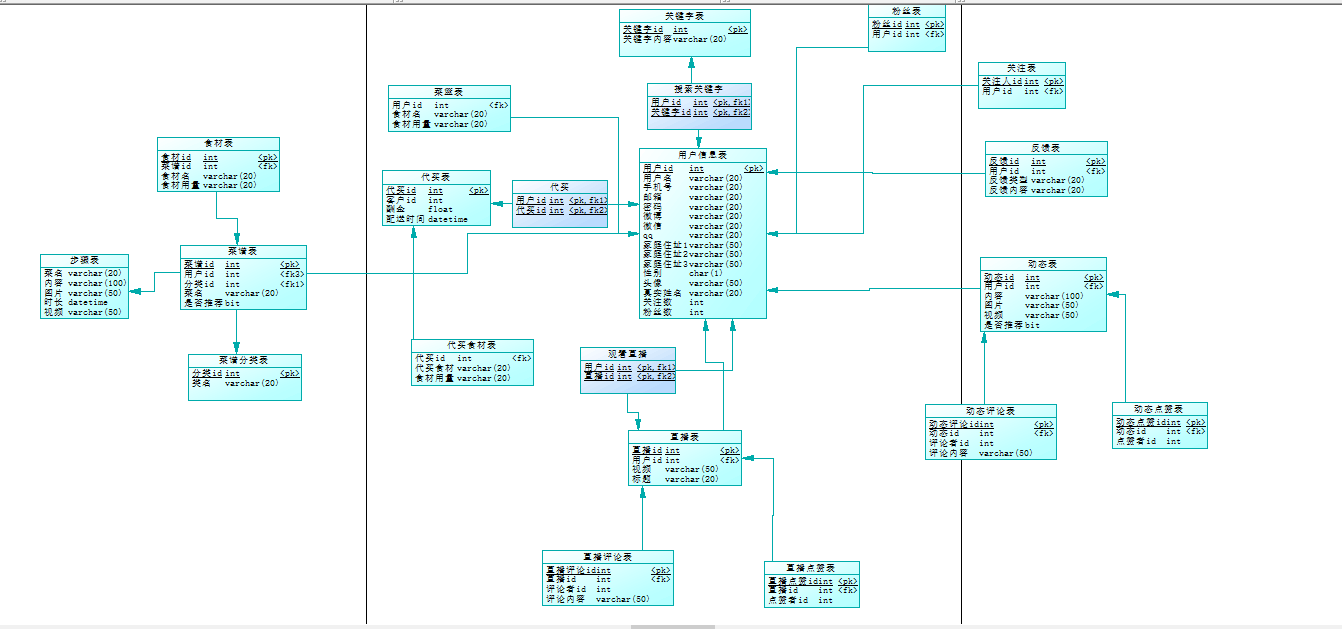 关键字表
关键字id int <pk>
关键字内容 varchar(20)
粉丝表
粉丝id int <pk>
用户id int <fk>
关注表
关注人id int <pk>
用户id int <fk>
菜篮表
用户id int <fk>
食材名 varchar(20)
食材用量 varchar(20)
搜索关键字
用户id int <pk,fk1>
关键字id int <pk,fk2>
食材表
食材id int <pk>
菜谱id int <fk>
食材名 varchar(20)
食材用量 varchar(20)
用户信息表
用户id int <pk>
用户名 varchar(20)
手机号 varchar(20)
邮箱 varchar(20)
密码 varchar(20)
微博 varchar(20)
微信 varchar(20)
qq varchar(20)
家庭住址1 varchar(50)
家庭住址2 varchar(50)
家庭住址3 varchar(50)
性别 char(1)
头像 varchar(50)
真实姓名 varchar(20)
关注数 int
粉丝数 int
反馈表
反馈id int <pk>
用户id int <fk>
反馈类型 varchar(20)
反馈内容 varchar(20)
代买表
代买id int <pk>
客户id int
酬金 float
配送时间 datetime
代买
用户id int <pk,fk1>
代买id int <pk,fk2>
步骤表
菜名 varchar(20)
内容 varchar(100)
图片 varchar(50)
时长 datetime
视频 varchar(50)
菜谱表
菜谱id int <pk>
用户id int <fk3>
分类id int <fk1>
菜名 varchar(20)
是否推荐 bit
动态表
动态id int <pk>
用户id int <fk>
内容 varchar(100)
图片 varchar(50)
视频 varchar(50)
是否推荐 bit
菜谱分类表
分类id int <pk>
类名 varchar(20)
代买食材表
代买id int <fk>
代买食材 varchar(20)
食材用量 varchar(20)
观看直播
用户id int <pk,fk1>
直播id int <pk,fk2>
动态评论表
动态评论id int <pk>
动态id int <fk>
评论者id int
评论内容 varchar(50)
动态点赞表
动态点赞id int <pk>
动态id int <fk>
点赞者id int
直播表
直播id int <pk>
用户id int <fk>
视频 varchar(50)
标题 varchar(20)
直播评论表
直播评论id int <pk>
直播id int <fk>
评论者id int
评论内容 varchar(50)
直播点赞表
直播点赞id int <pk>
直播id int <fk>
点赞者id int